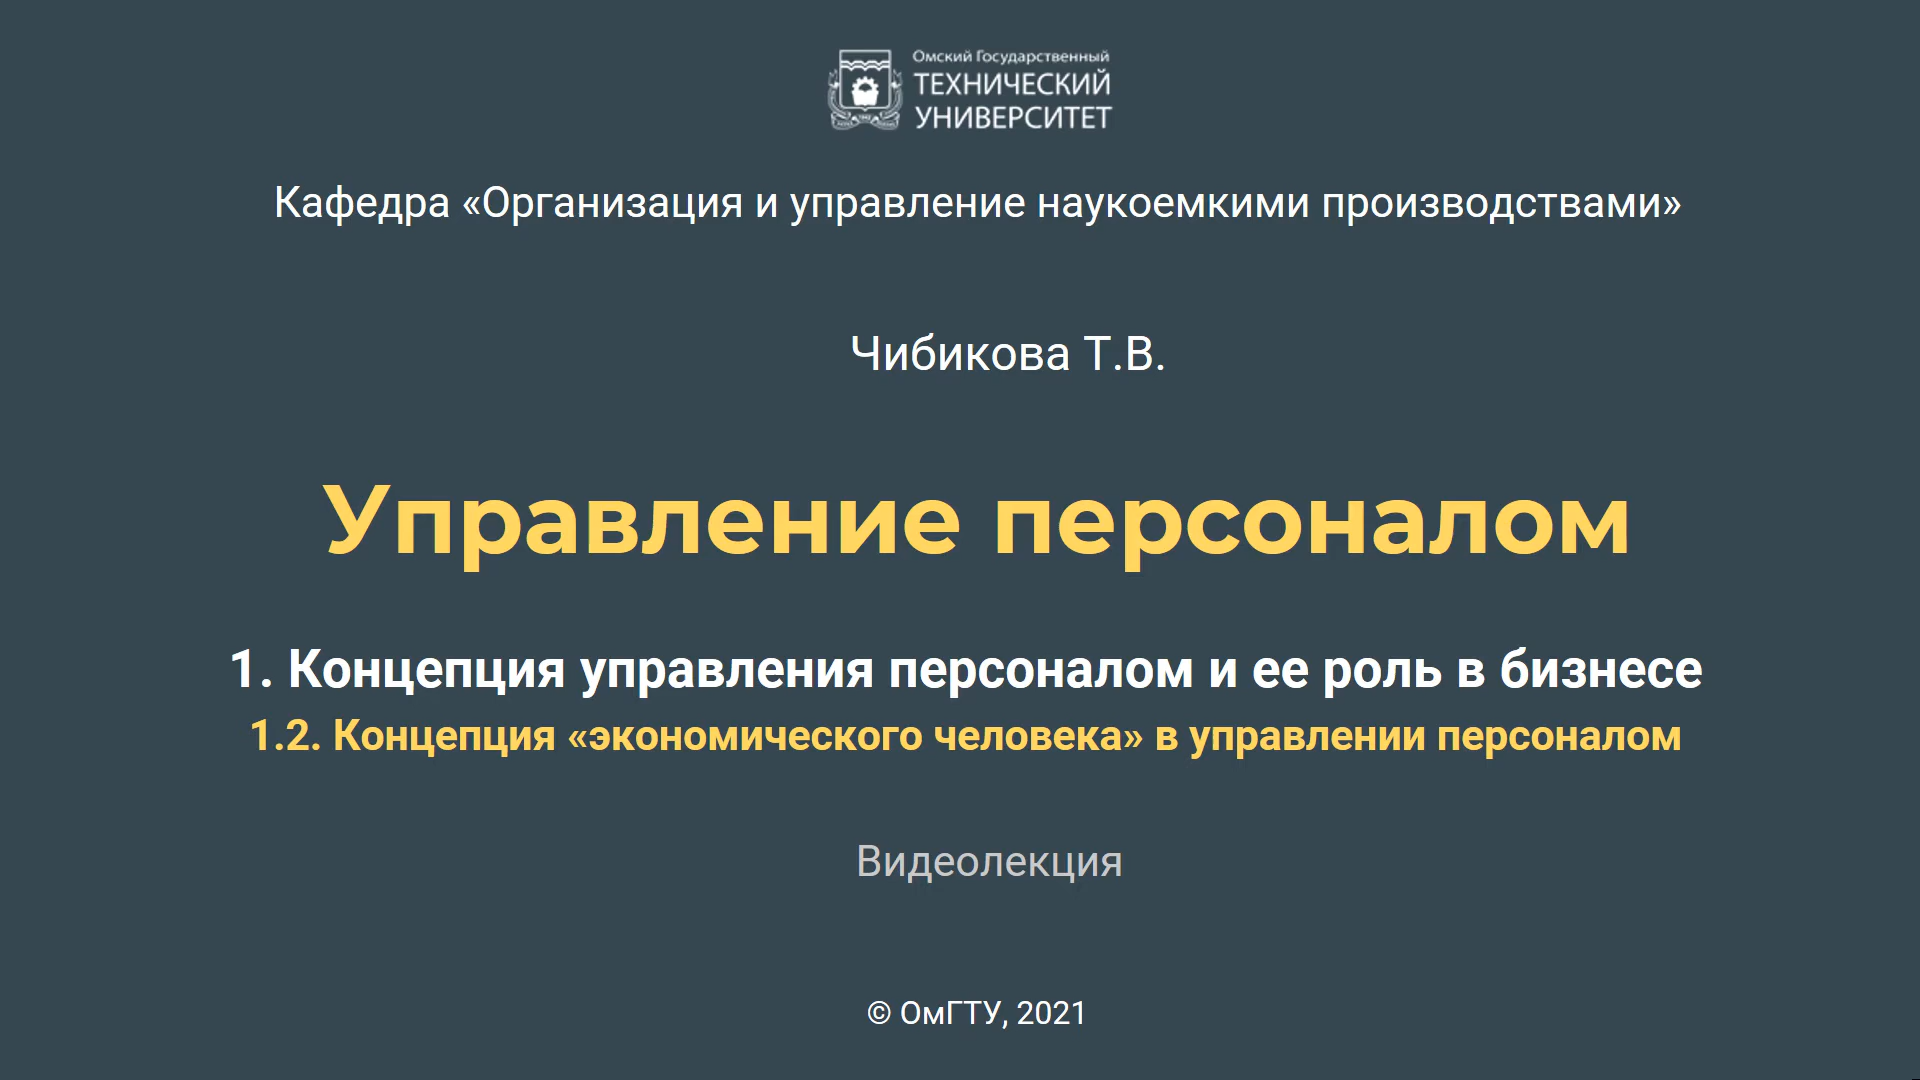 Омский Государственный
ТЕХНИЧЕСКИЙ
УНИВЕРСИТЕТ
Кафедра «Организация и управление наукоемкими производствами»
Чибикова Т.В.
Управление персоналом
1. Концепция управления персоналом и ее роль в бизнесе
1.2. Концепция «экономического человека» в управлении персоналом
Видеолекция
© ОмГТУ, 2021